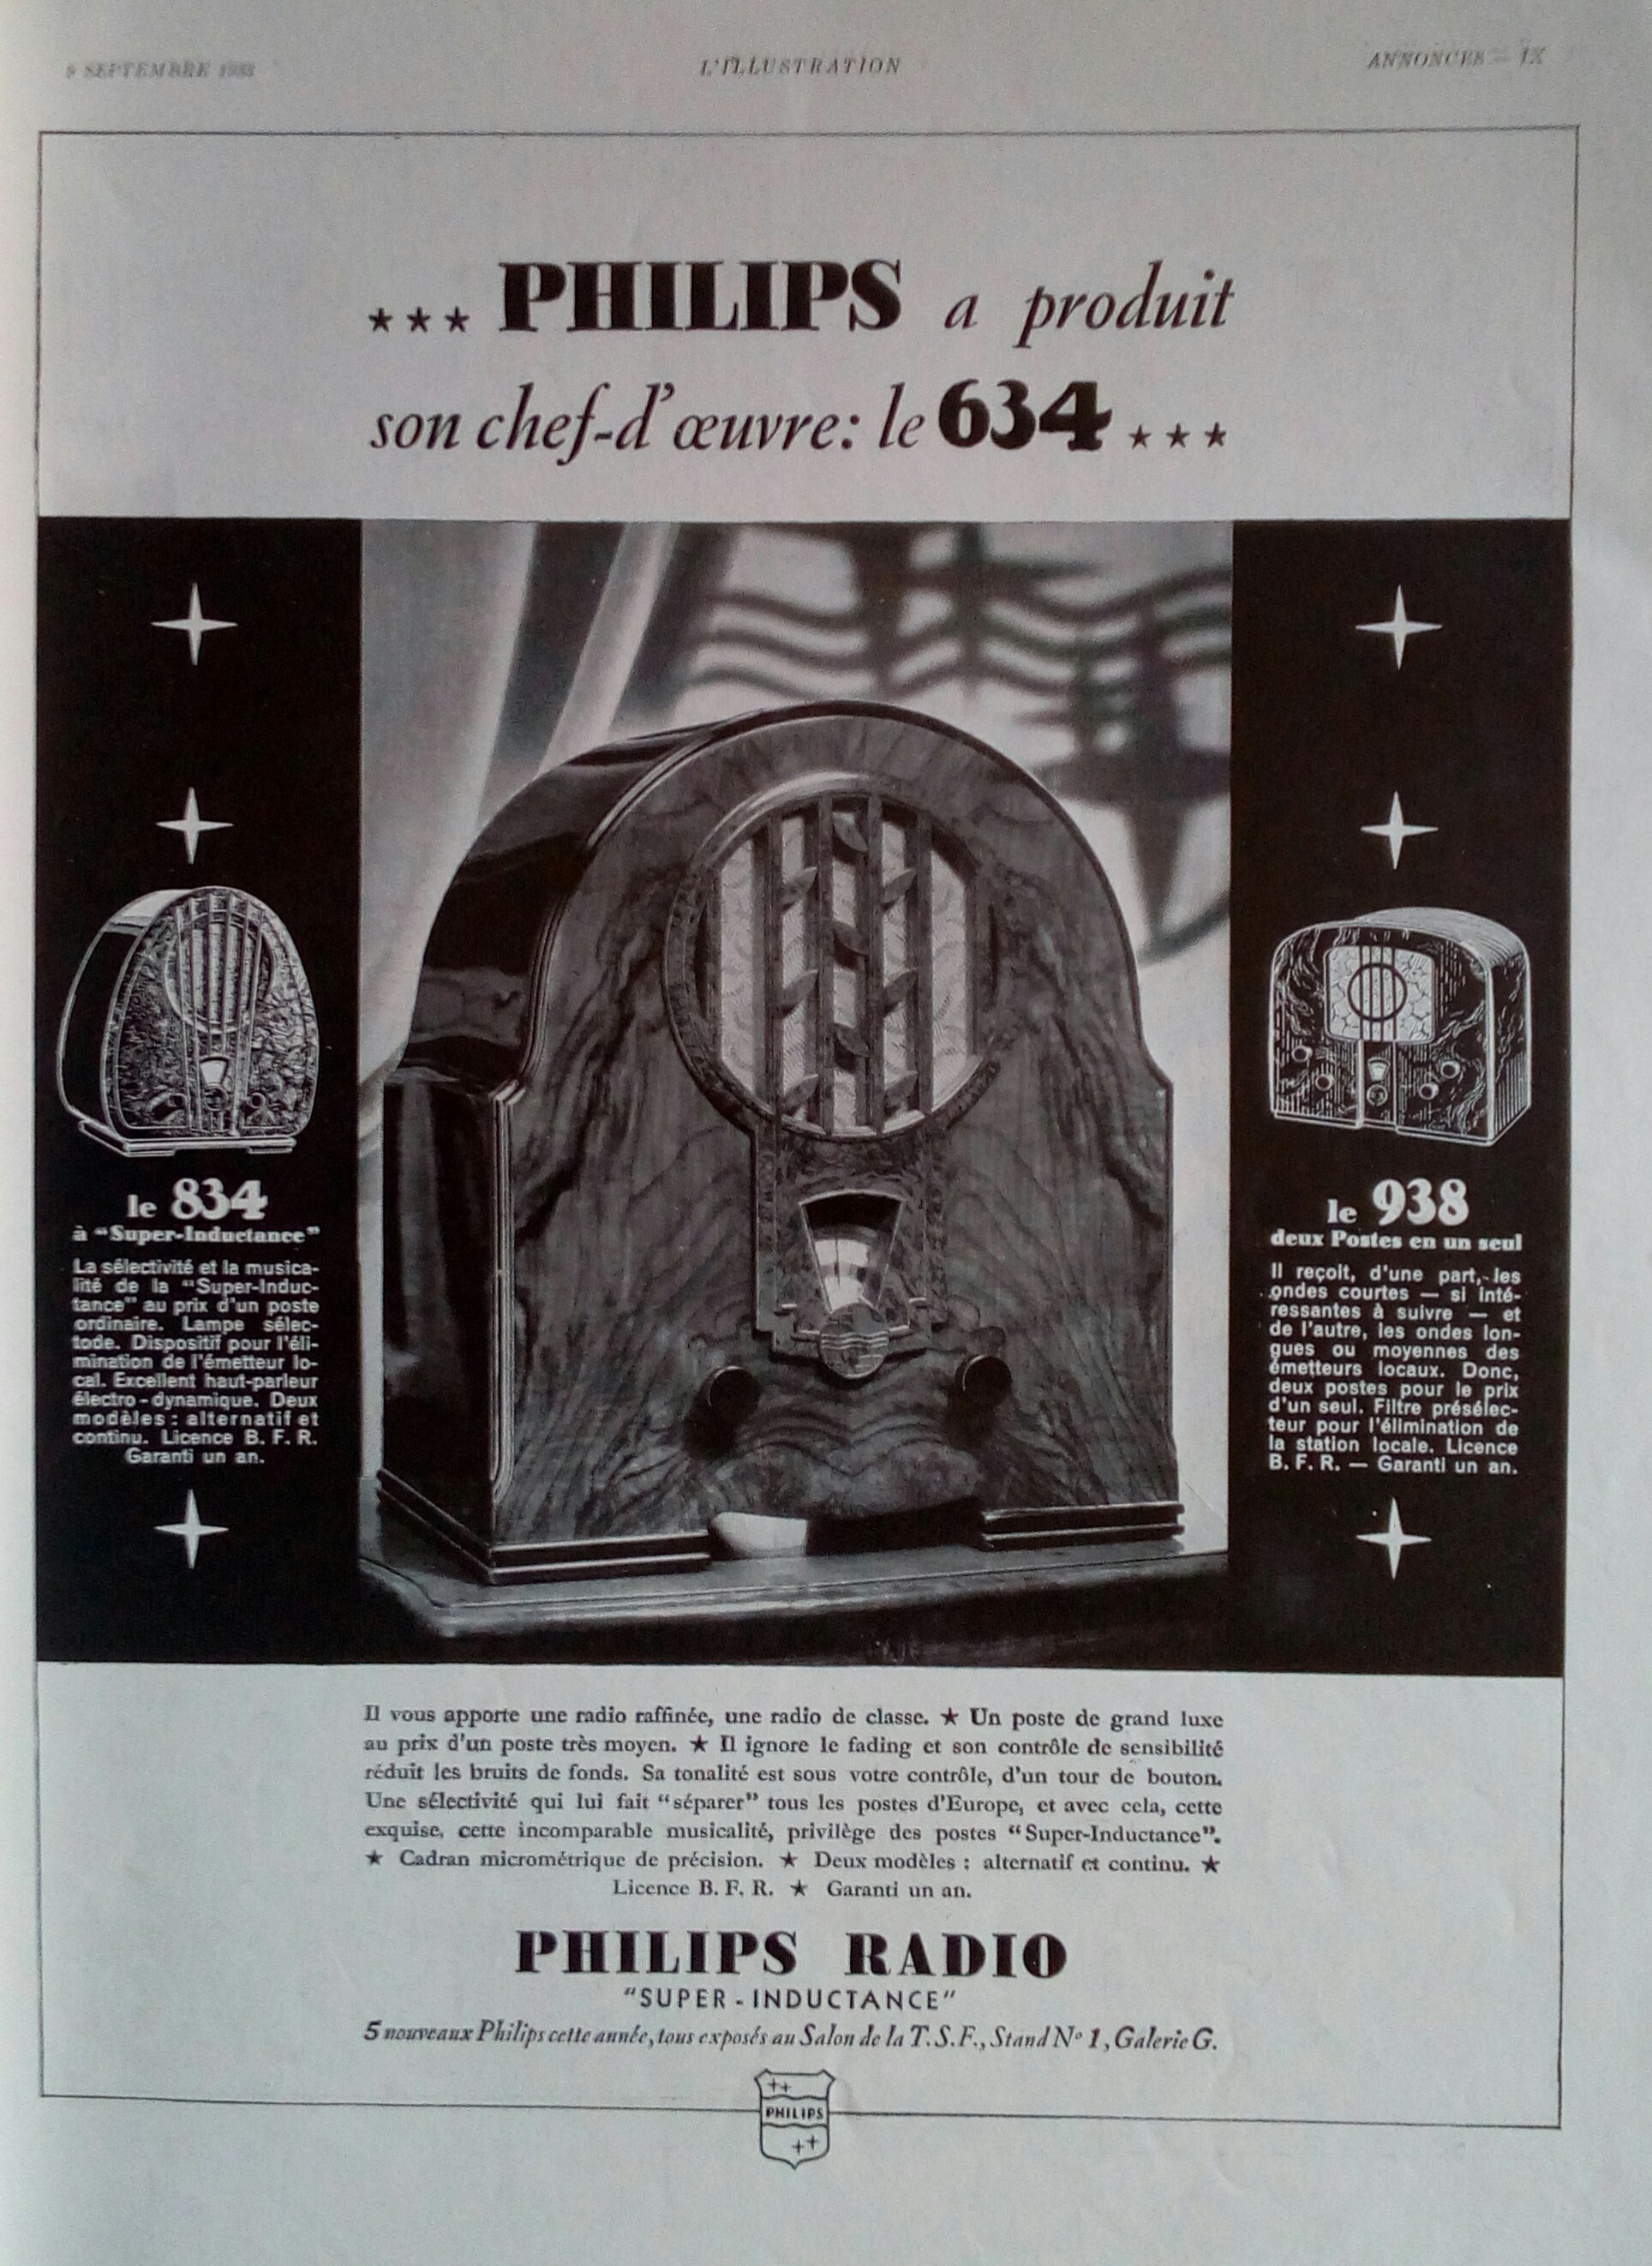 9 SEPTEMBRE 1933
L'ILLUSTRATION
ANNONCES — IX
★★★ PHILIPS a produit
son chef-d'œuvre: le 634 ★★★
le 834
à "Super-Inductance"
La sélectivité et la musica-
lité de la "Super-Induc-
tance" au prix d'un poste
ordinaire. Lampe sélec-
tode. Dispositif pour l'éli-
mination de l'émetteur lo-
cal. Excellent haut-parleur
électro-dynamique. Deux
modèles : alternatif et
continu. Licence B. F. R.
Garanti un an.
le 938
deux Postes en un seul
Il reçoit, d'une part, les
ondes courtes — si inté-
ressantes à suivre — et
de l'autre, les ondes lon-
gues ou moyennes des
émetteurs locaux. Donc,
deux postes pour le prix
d'un seul. Filtre présélec-
teur pour l'élimination de
la station locale. Licence
B. F. R. — Garanti un an.
Il vous apporte une radio raffinée, une radio de classe. ★ Un poste de grand luxe
au prix d'un poste très moyen. ★ Il ignore le fading et son contrôle de sensibilité
réduit les bruits de fonds. Sa tonalité est sous votre contrôle, d'un tour de bouton.
Une sélectivité qui lui fait "séparer" tous les postes d'Europe, et avec cela, cette
exquise, cette incomparable musicalité, privilège des postes "Super-Inductance".
★ Cadran micrométrique de précision. ★ Deux modèles : alternatif et continu. ★
Licence B. F. R. ★ Garanti un an.
PHILIPS RADIO
"SUPER-INDUCTANCE"
5 nouveaux Philips cette année, tous exposés au Salon de la T.S.F., Stand N° 1, Galerie G.
PHILIPS